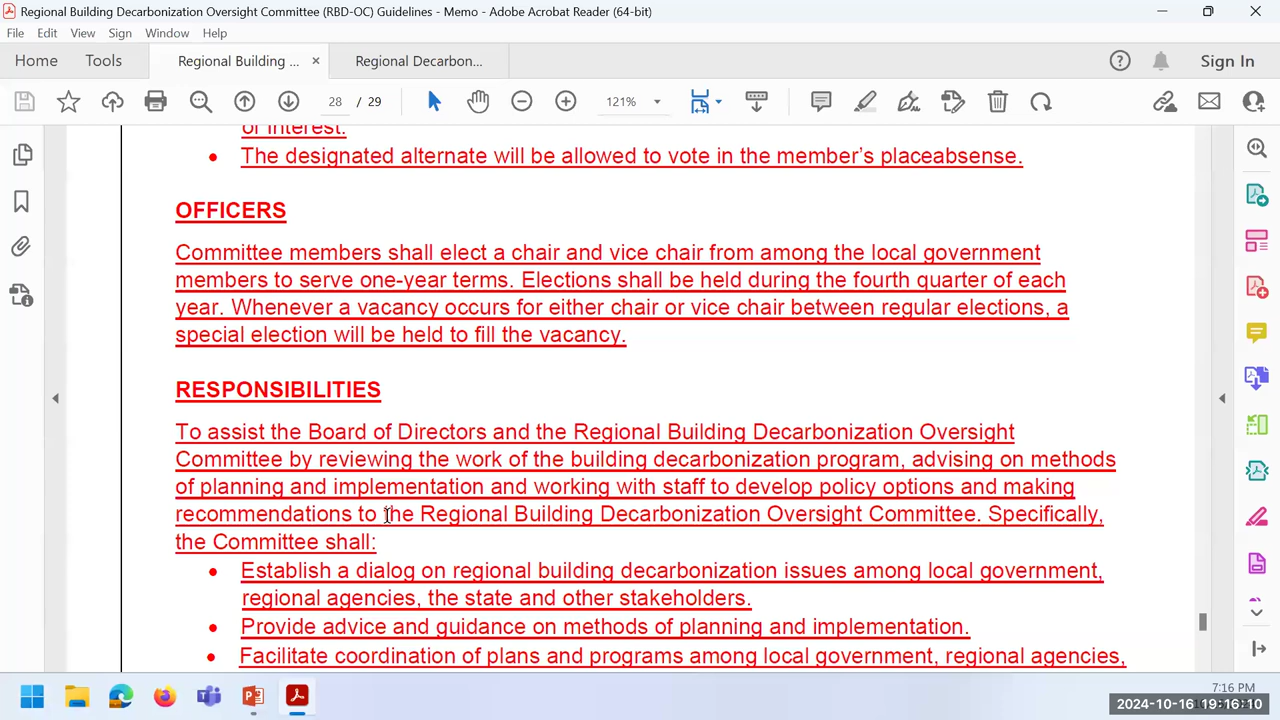 Regional Building Decarbonization Oversight Committee (RBD-OC) Guidelines - Memo - Adobe Acrobat Reader (64-bit)
File Edit View Sign Window Help
Home Tools Regional Building ... × Regional Decarbon... Sign In
28 / 29 121%
or interest.
• The designated alternate will be allowed to vote in the member's placeabsense.
OFFICERS
Committee members shall elect a chair and vice chair from among the local government
members to serve one-year terms. Elections shall be held during the fourth quarter of each
year. Whenever a vacancy occurs for either chair or vice chair between regular elections, a
special election will be held to fill the vacancy.
RESPONSIBILITIES
To assist the Board of Directors and the Regional Building Decarbonization Oversight
Committee by reviewing the work of the building decarbonization program, advising on methods
of planning and implementation and working with staff to develop policy options and making
recommendations to the Regional Building Decarbonization Oversight Committee. Specifically,
the Committee shall:
• Establish a dialog on regional building decarbonization issues among local government,
regional agencies, the state and other stakeholders.
• Provide advice and guidance on methods of planning and implementation.
• Facilitate coordination of plans and programs among local government, regional agencies,
7:16 PM
2024-10-16 19:16:10